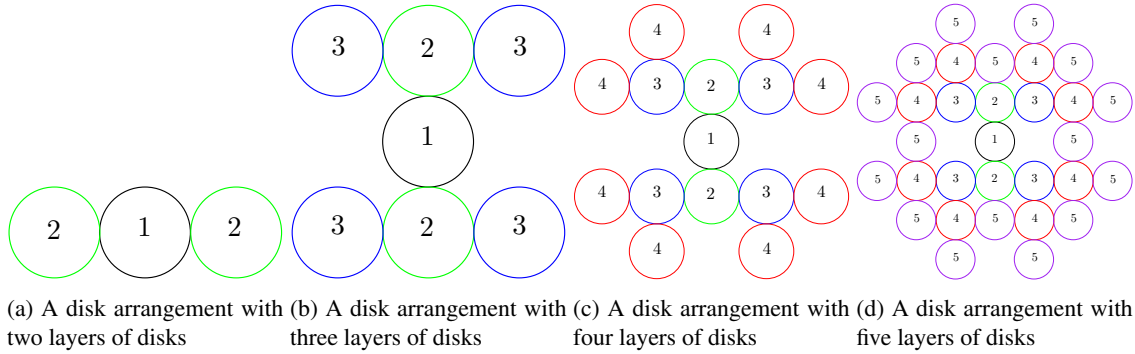 2 1 2
3 2 3
1
3 2 3
4 4
4 3 2 3 4
1
4 3 2 3 4
4 4
5 5
5 4 5 4 5
5 4 3 2 3 4 5
5 1 5
5 4 3 2 3 4 5
5 4 5 4 5
5 5
(a) A disk arrangement with
two layers of disks
(b) A disk arrangement with
three layers of disks
(c) A disk arrangement with
four layers of disks
(d) A disk arrangement with
five layers of disks